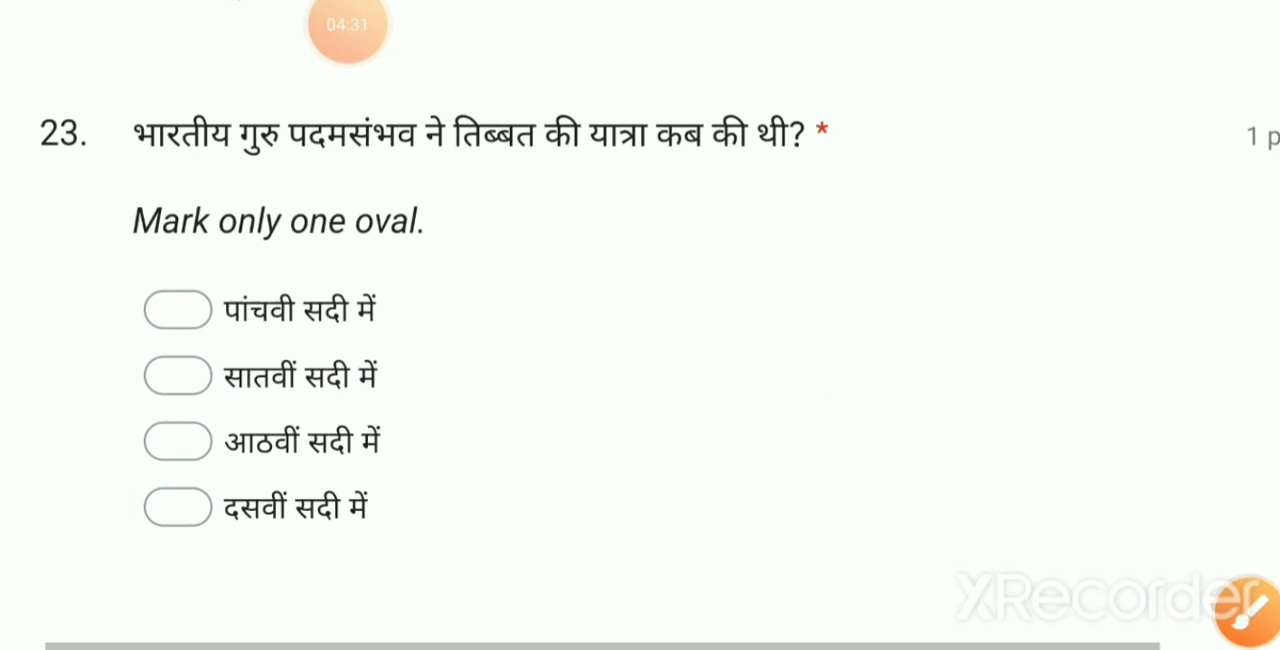 04:31
23. भारतीय गुरु पदमसंभव ने तिब्बत की यात्रा कब की थी? *
1 p
Mark only one oval.
पांचवी सदी में
सातवीं सदी में
आठवीं सदी में
दसवीं सदी में
XRecorder